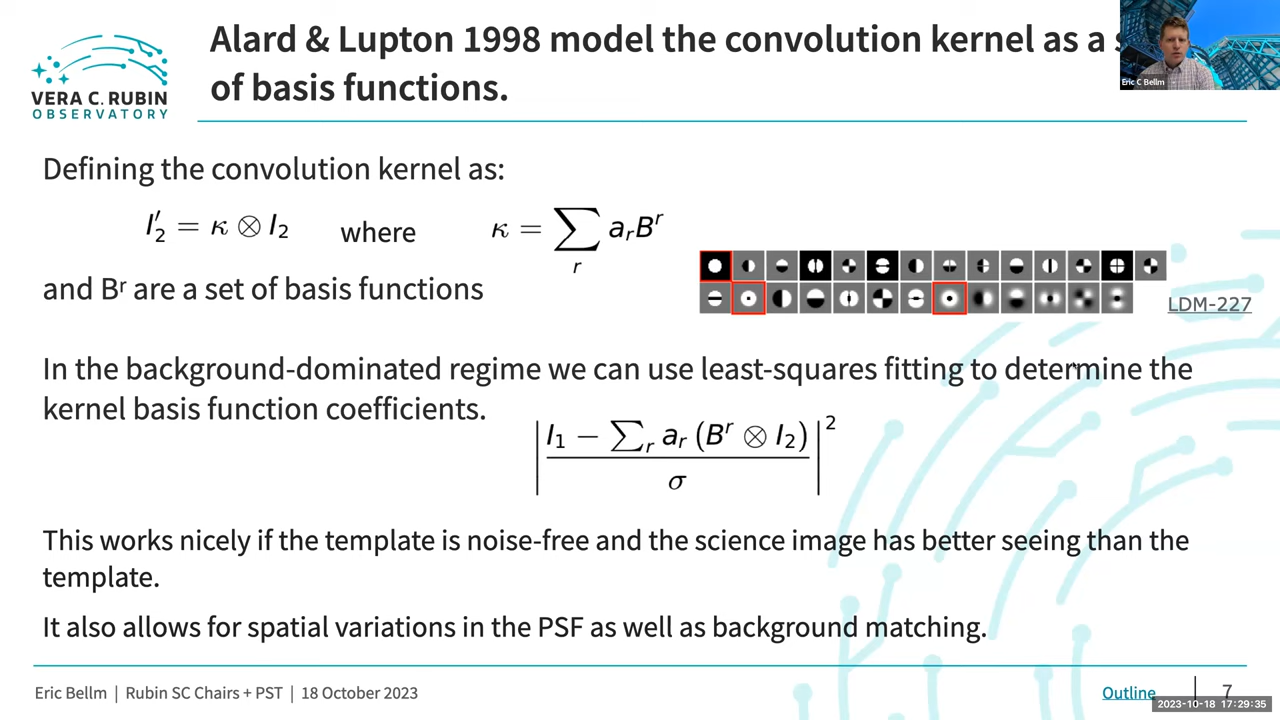 VERA C. RUBIN
OBSERVATORY
Alard & Lupton 1998 model the convolution kernel as a
of basis functions.
Eric C Bellm
Defining the convolution kernel as:
I′₂ = κ ⊗ I₂ where κ = ∑ᵣ aᵣBʳ
and Bʳ are a set of basis functions
LDM-227
In the background-dominated regime we can use least-squares fitting to determine the
kernel basis function coefficients.
| (I₁ − ∑ᵣ aᵣ (Bʳ ⊗ I₂)) / σ |²
This works nicely if the template is noise-free and the science image has better seeing than the
template.
It also allows for spatial variations in the PSF as well as background matching.
Eric Bellm | Rubin SC Chairs + PST | 18 October 2023
Outline | 7
2023-10-18 17:29:35